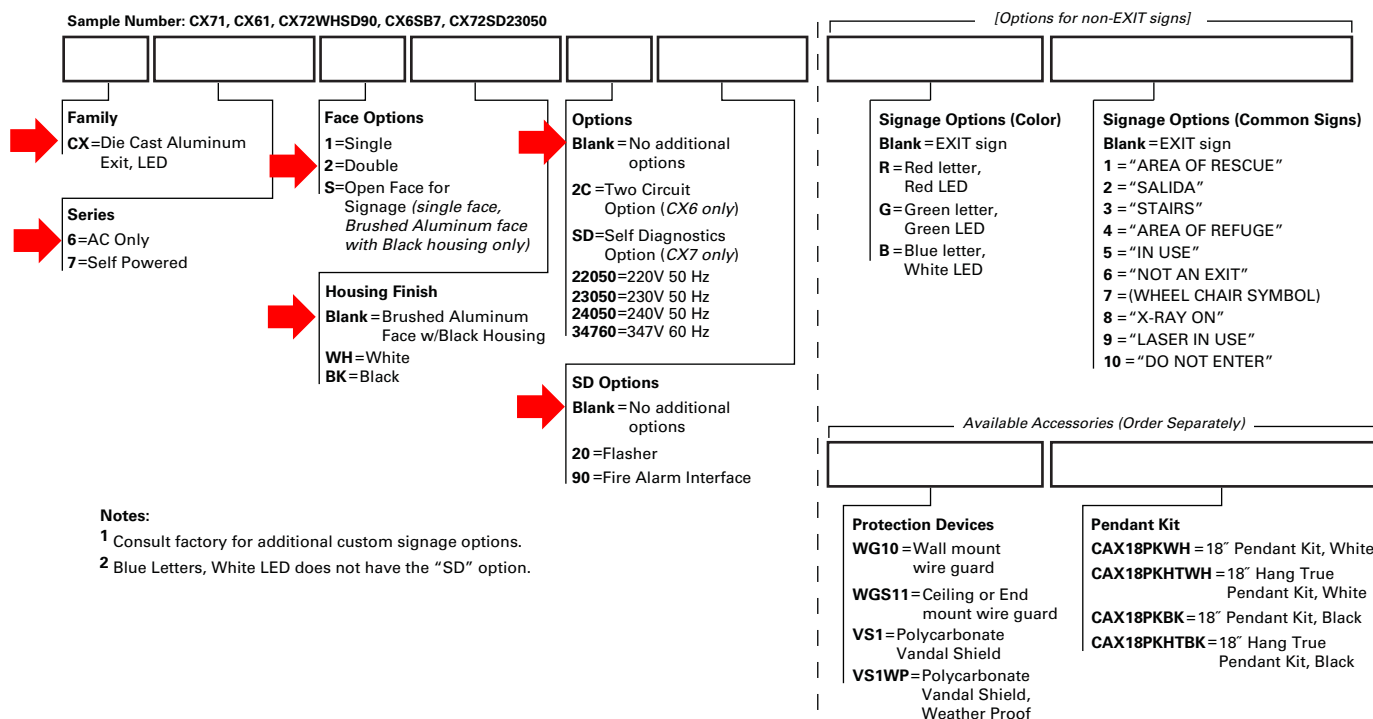 Sample Number: CX71, CX61, CX72WHSD90, CX6SB7, CX72SD23050
Family
CX=Die Cast Aluminum
Exit, LED
Series
6=AC Only
7=Self Powered
Face Options
1=Single
2=Double
S=Open Face for
Signage (single face,
Brushed Aluminum face
with Black housing only)
Housing Finish
Blank=Brushed Aluminum
Face w/Black Housing
WH=White
BK=Black
Options
Blank=No additional
options
2C=Two Circuit
Option (CX6 only)
SD=Self Diagnostics
Option (CX7 only)
22050=220V 50 Hz
23050=230V 50 Hz
24050=240V 50 Hz
34760=347V 60 Hz
SD Options
Blank=No additional
options
20=Flasher
90=Fire Alarm Interface
Notes:
1 Consult factory for additional custom signage options.
2 Blue Letters, White LED does not have the “SD” option.
[Options for non-EXIT signs]
Signage Options (Color)
Blank=EXIT sign
R=Red letter,
Red LED
G=Green letter,
Green LED
B=Blue letter,
White LED
Signage Options (Common Signs)
Blank=EXIT sign
1=“AREA OF RESCUE”
2=“SALIDA”
3=“STAIRS”
4=“AREA OF REFUGE”
5=“IN USE”
6=“NOT AN EXIT”
7=(WHEEL CHAIR SYMBOL)
8=“X-RAY ON”
9=“LASER IN USE”
10=“DO NOT ENTER”
Available Accessories (Order Separately)
Protection Devices
WG10=Wall mount
wire guard
WGS11=Ceiling or End
mount wire guard
VS1=Polycarbonate
Vandal Shield
VS1WP=Polycarbonate
Vandal Shield,
Weather Proof
Pendant Kit
CAX18PKWH=18″ Pendant Kit, White
CAX18PKHTWH=18″ Hang True
Pendant Kit, White
CAX18PKBK=18″ Pendant Kit, Black
CAX18PKHTBK=18″ Hang True
Pendant Kit, Black